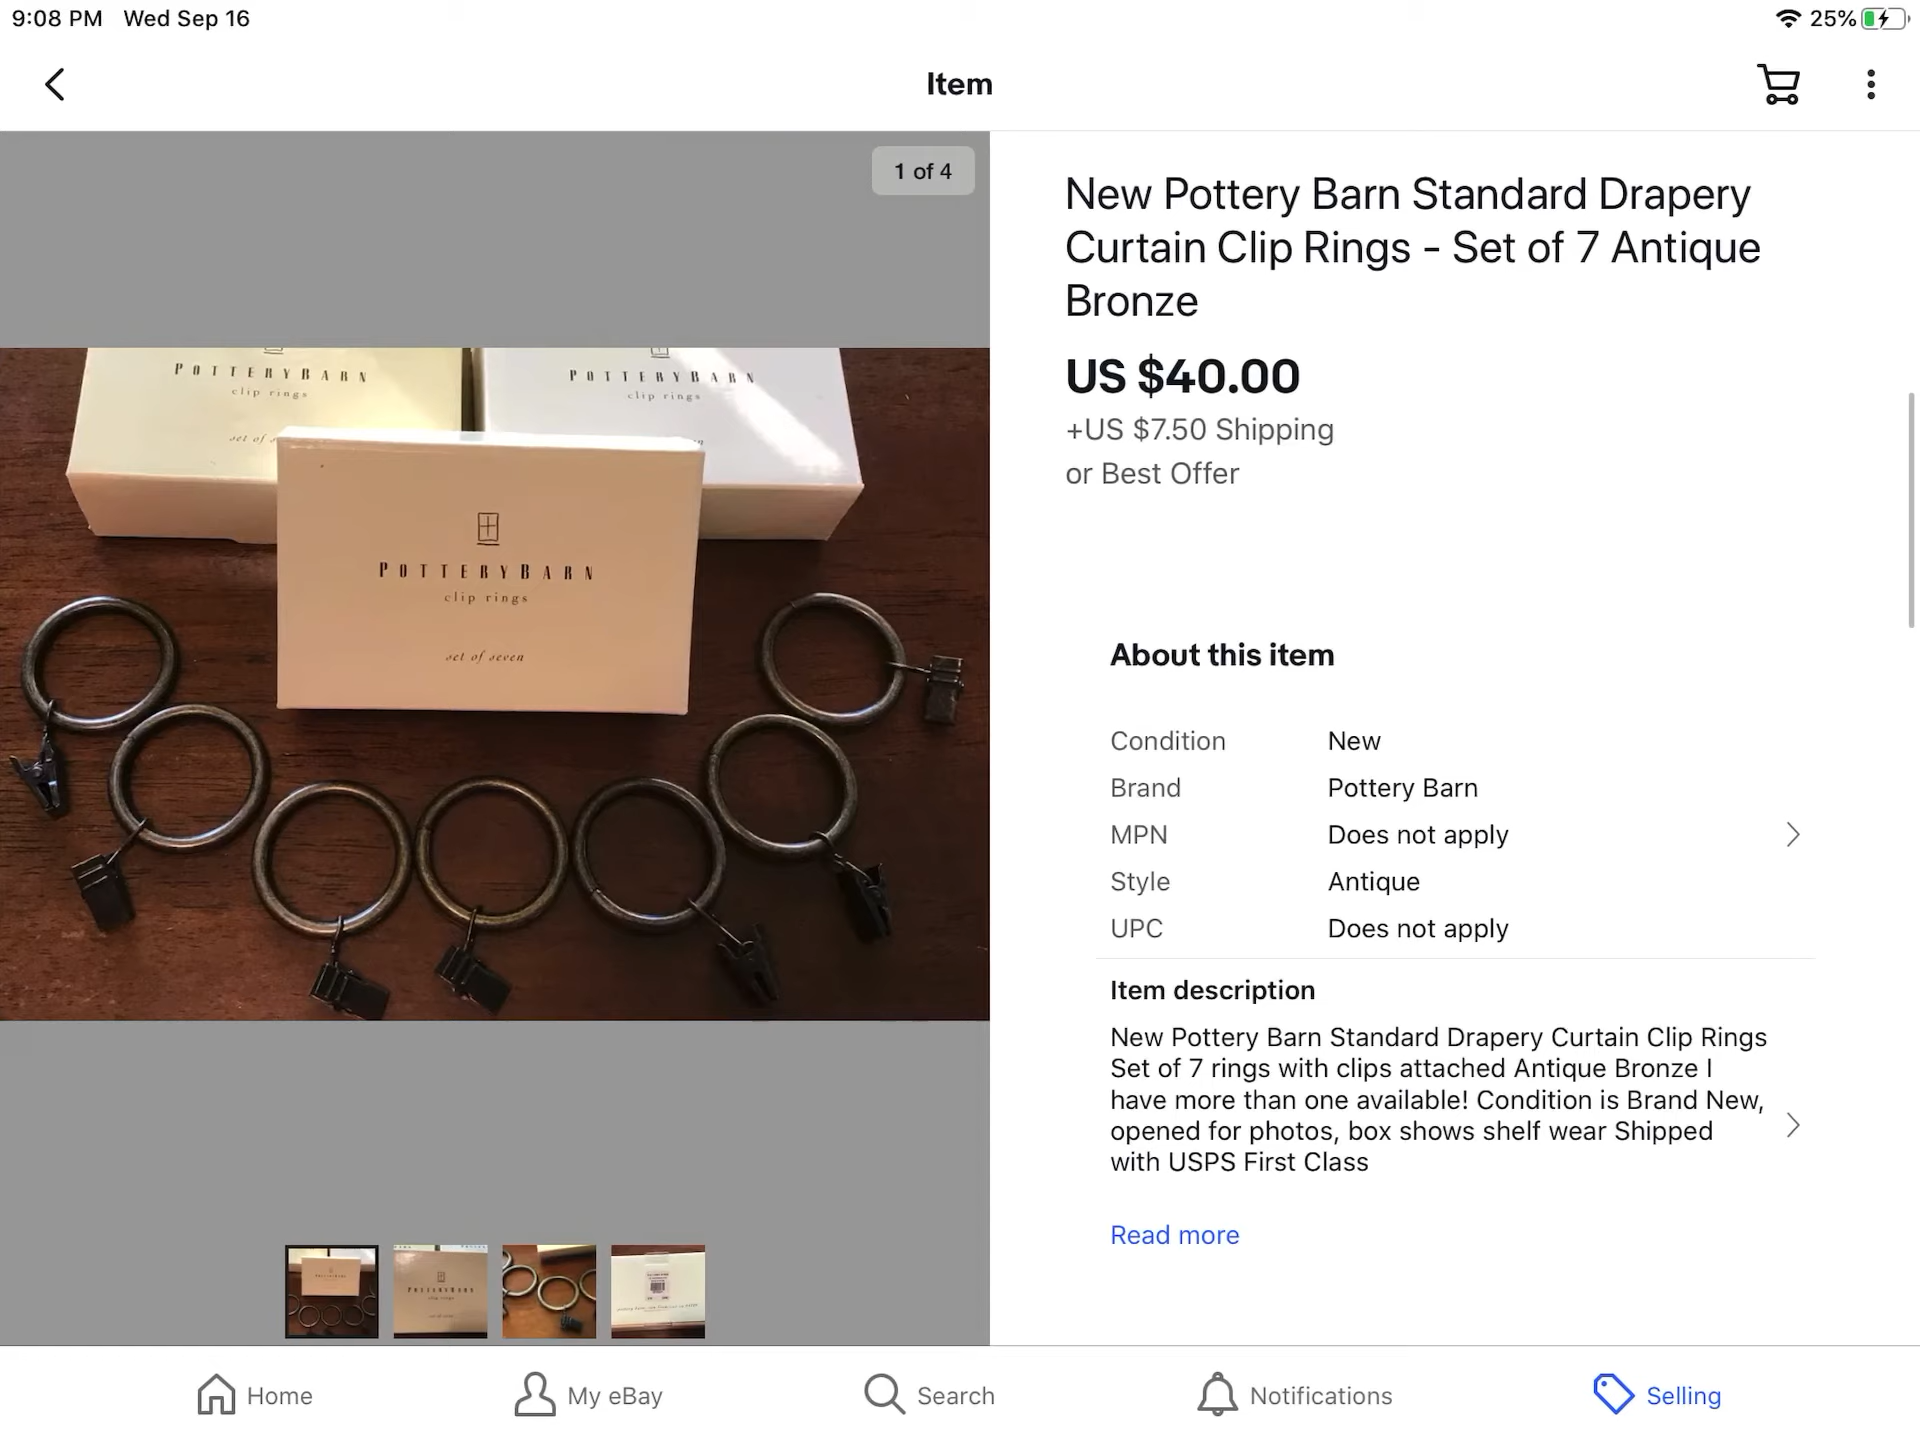 9:08 PM Wed Sep 16
25%
Item
1 of 4
POTTERYBARN
clip rings
set of
POTTERYBARN
clip rings
POTTERYBARN
clip rings
set of seven
New Pottery Barn Standard Drapery
Curtain Clip Rings - Set of 7 Antique
Bronze
US $40.00
+US $7.50 Shipping
or Best Offer
About this item
Condition New
Brand Pottery Barn
MPN Does not apply
Style Antique
UPC Does not apply
Item description
New Pottery Barn Standard Drapery Curtain Clip Rings
Set of 7 rings with clips attached Antique Bronze I
have more than one available! Condition is Brand New,
opened for photos, box shows shelf wear Shipped
with USPS First Class
Read more
POTTERYBARN
Home
My eBay
Search
Notifications
Selling